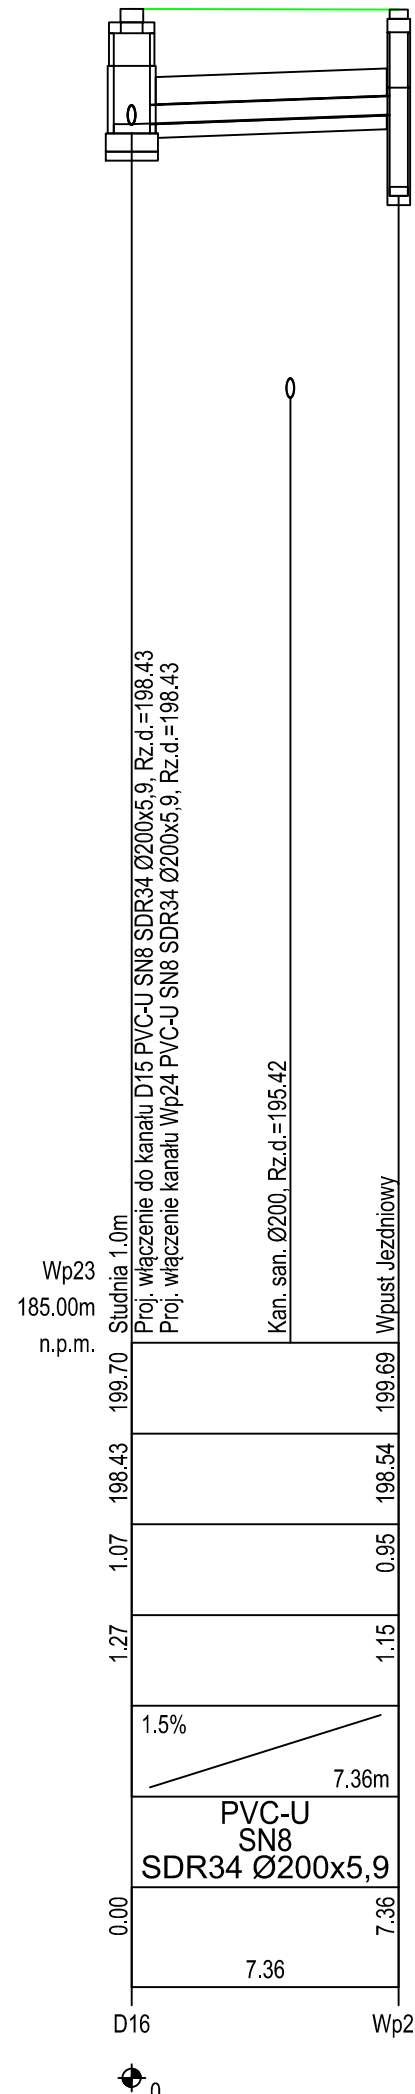 Proj. włączenie do kanału D15 PVC-U SN8 SDR34 Ø200x5,9, Rz.d.=198.43
Proj. włączenie kanału Wp24 PVC-U SN8 SDR34 Ø200x5,9, Rz.d.=198.43
Kan. san. Ø200, Rz.d.=195.42
Studnia 1.0m
Wpust Jezdniowy
Wp23
185.00m
n.p.m.
199.70 199.69
198.43 198.54
1.07 0.95
1.27 1.15
1.5%
7.36m
PVC-U
SN8
SDR34 Ø200x5,9
0.00 7.36
7.36
D16 Wp2
0